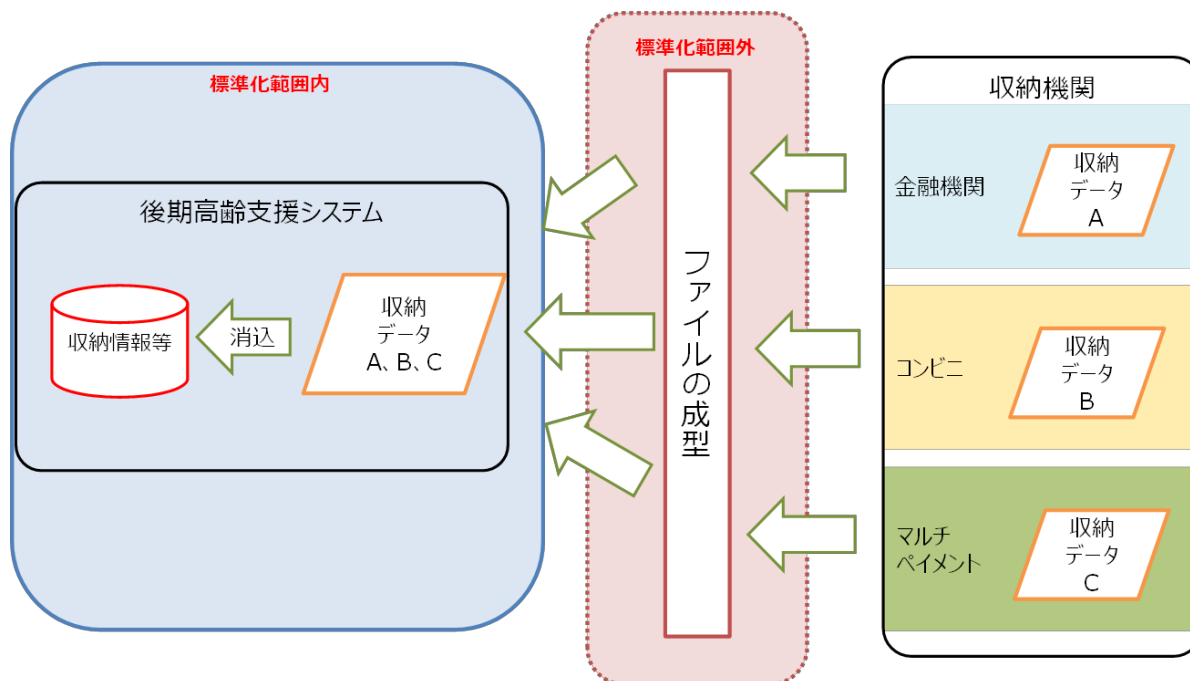 標準化範囲内
後期高齢支援システム
収納情報等
消込
収納
データ
A、B、C
標準化範囲外
ファイルの成型
収納機関
金融機関
収納
データ
A
コンビニ
収納
データ
B
マルチ
ペイメント
収納
データ
C